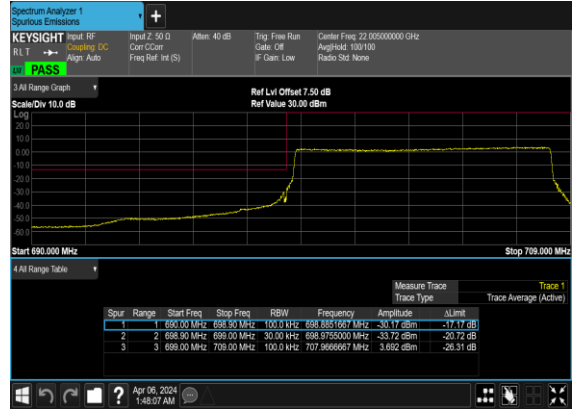 Spectrum Analyzer 1
Spurious Emissions
KEYSIGHT
Input: RF
Coupling: DC
Align: Auto
Input Z: 50 Ω
Corr CCorr
Freq Ref: Int (S)
Atten: 40 dB
Trig: Free Run
Gate: Off
IF Gain: Low
Center Freq: 22.005000000 GHz
Avg|Hold: 100/100
Radio Std: None
R L T
PASS
3 All Range Graph
Scale/Div 10.0 dB
Ref Lvl Offset 7.50 dB
Ref Value 30.00 dBm
Log
20.0
10.0
0.00
-10.0
-20.0
-30.0
-40.0
-50.0
-60.0
Start 690.000 MHz
Stop 709.000 MHz
4 All Range Table
Measure Trace Trace 1
Trace Type Trace Average (Active)
Spur Range Start Freq Stop Freq RBW Frequency Amplitude ΔLimit
1 1 690.00 MHz 698.90 MHz 100.0 kHz 698.8851667 MHz -30.17 dBm -17.17 dB
2 2 698.90 MHz 699.00 MHz 30.00 kHz 698.9755000 MHz -33.72 dBm -20.72 dB
3 3 699.00 MHz 709.00 MHz 100.0 kHz 707.9666667 MHz 3.692 dBm -26.31 dB
?
Apr 06, 2024
1:48:07 AM